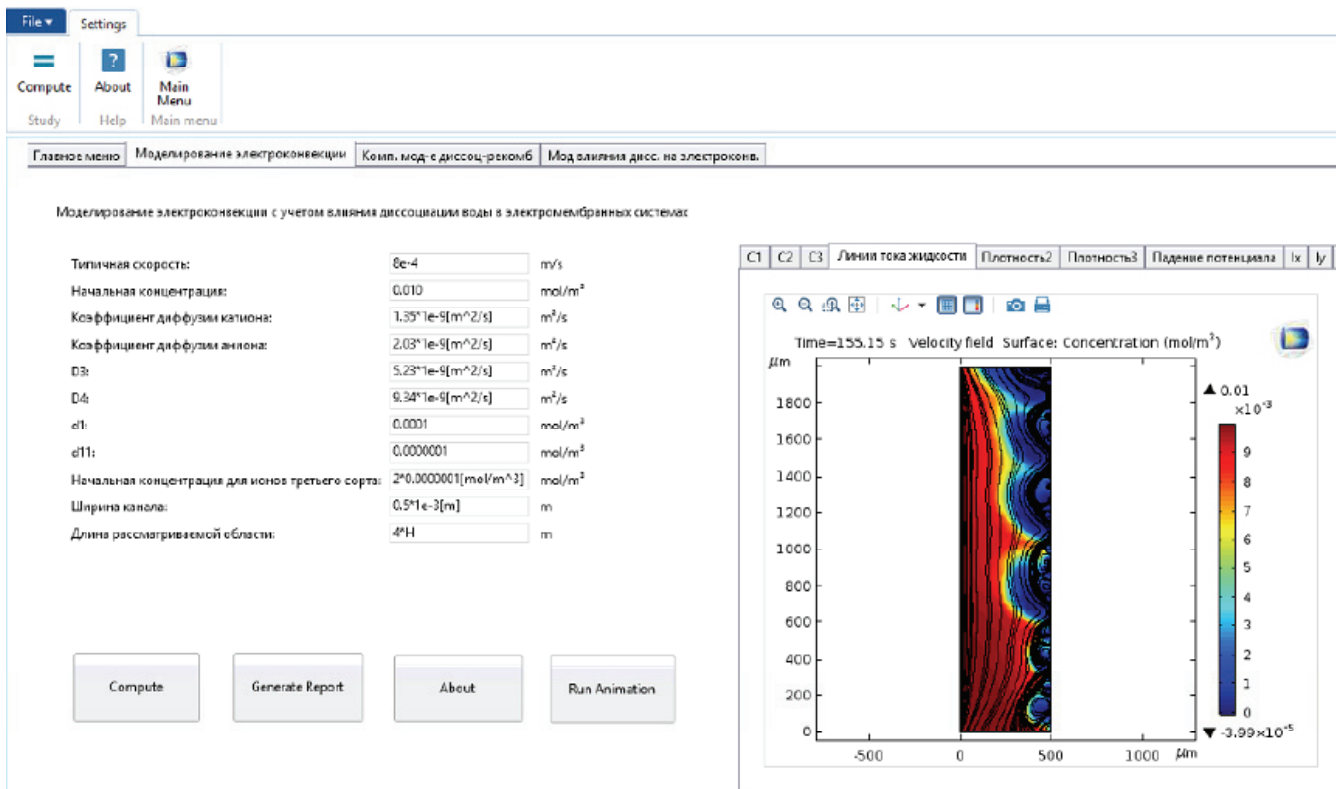 File ▾ Settings
Compute About Main Menu
Study Help Main menu
Главное меню Моделирование электроконвекции Комп. мод-е диссоц-рекомб Мод влияния дисс. на электроконв.
Моделирование электроконвекции с учетом влияния диссоциации воды в электромембранных система
Типичная скорость: 8e-4 m/s
Начальная концентрация: 0.010 mol/m³
Коэффициент диффузии катиона: 1.35*1e-9[m^2/s] m²/s
Коэффициент диффузии аниона: 2.03*1e-9[m^2/s] m²/s
D3: 5.23*1e-9[m^2/s] m²/s
D4: 9.34*1e-9[m^2/s] m²/s
d1: 0.0001 mol/m³
d11: 0.0000001 mol/m³
Начальная концентрация для ионов третьего сорта: 2*0.0000001[mol/m^3] mol/m³
Ширина канала: 0.5*1e-3[m] m
Длина рассматриваемой области: 4*H m
Compute Generate Report About Run Animation
C1 C2 C3 Линии тока жидкости Плотность2 Плотность3 Падение потенциала Ix Iy
Time=155.15 s Velocity field Surface: Concentration (mol/m³)
μm
1800
1600
1400
1200
1000
800
600
400
200
0
-500 0 500 1000 μm
▲ 0.01
×10⁻³
9
8
7
6
5
4
3
2
1
0
▼ -3.99×10⁻⁵